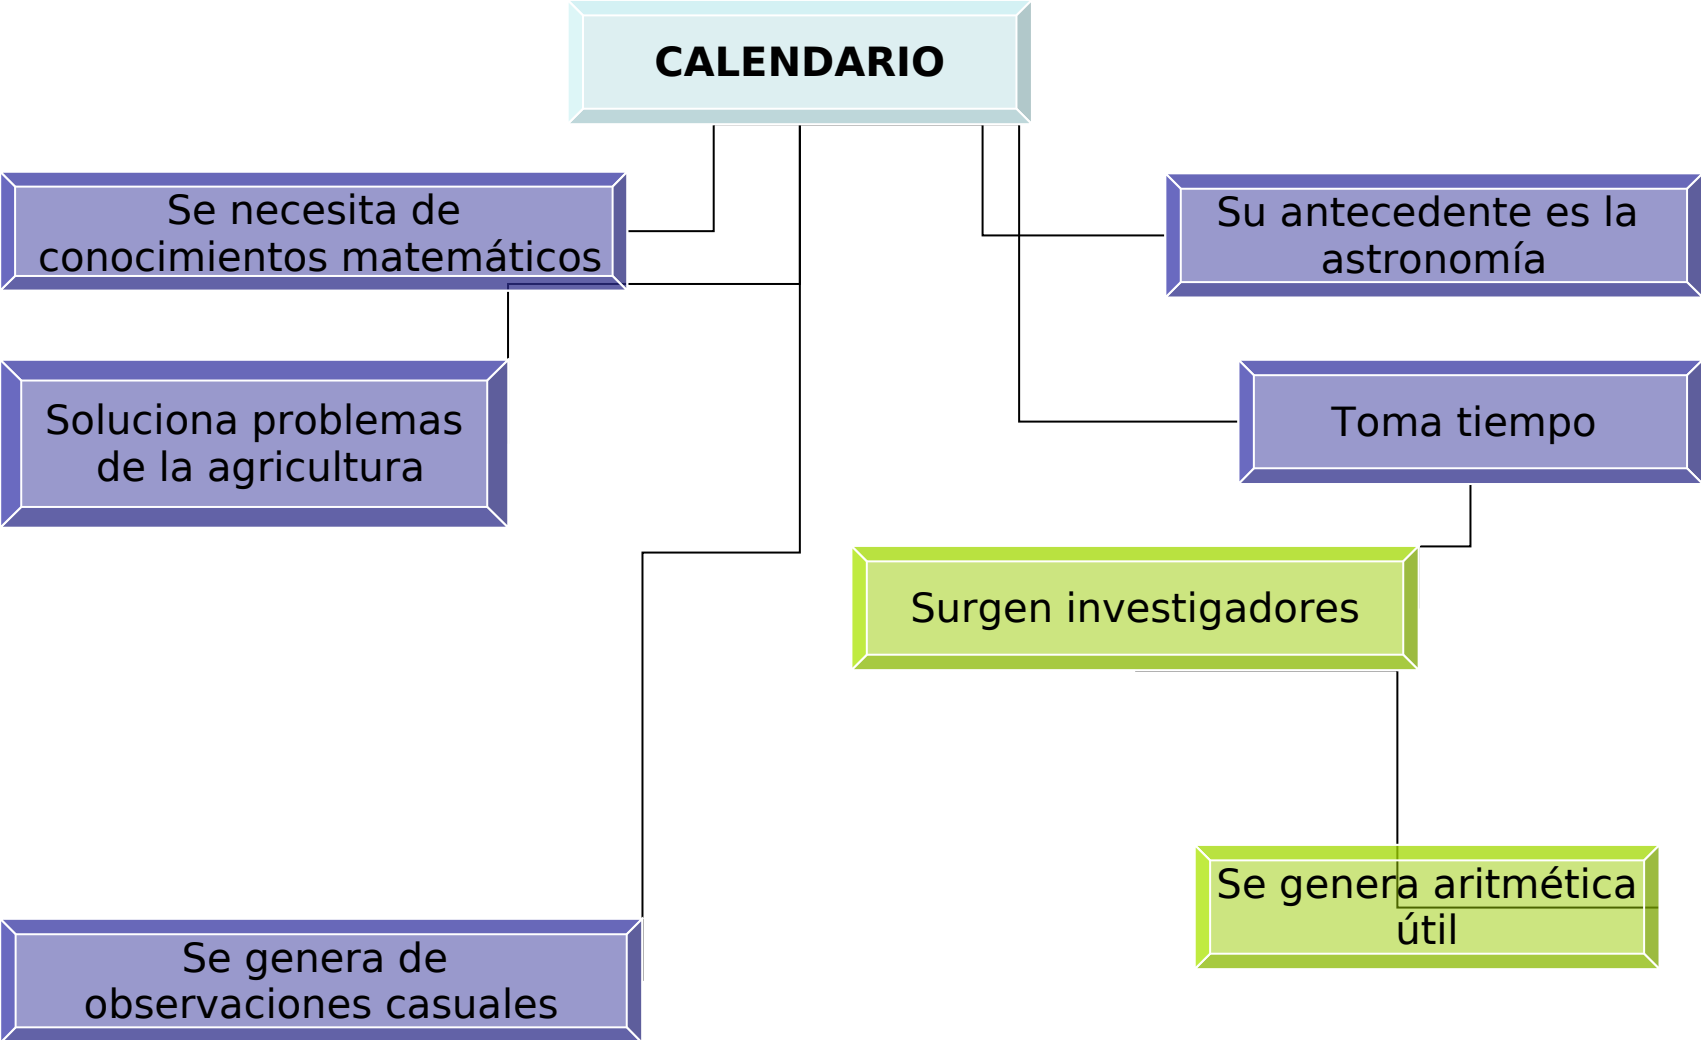 CALENDARIO
Se necesita de
conocimientos matemáticos
Su antecedente es la
astronomía
Soluciona problemas
de la agricultura
Toma tiempo
Surgen investigadores
Se genera aritmética
útil
Se genera de
observaciones casuales